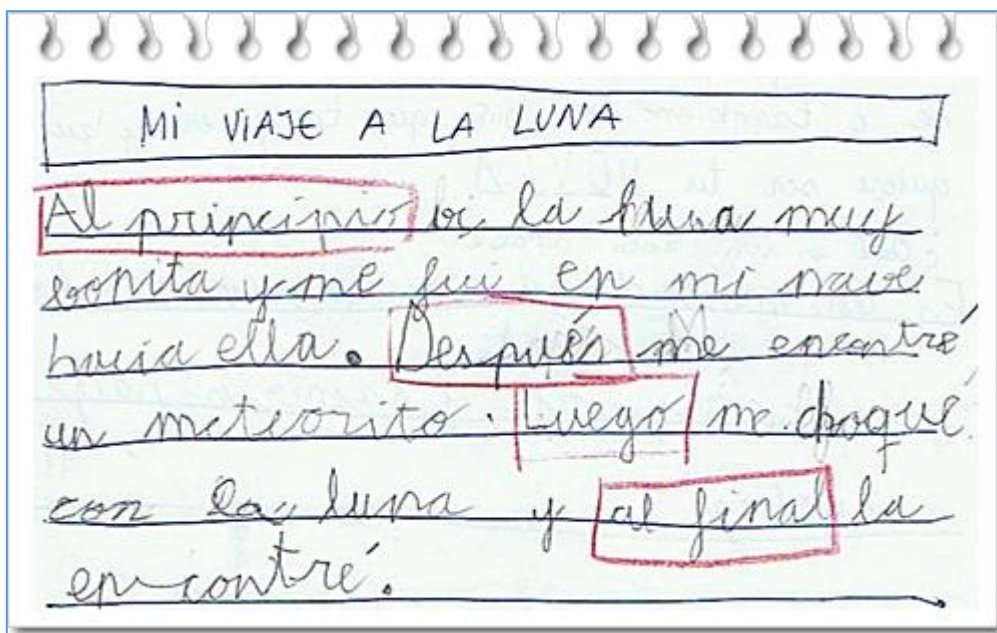 MI VIAJE A LA LUNA
Al principio vi la luna muy
bonita y me fui en mi nave
hacia ella. Después me encontré
un meteorito. Luego me choqué
con la luna y al final la
encontré.